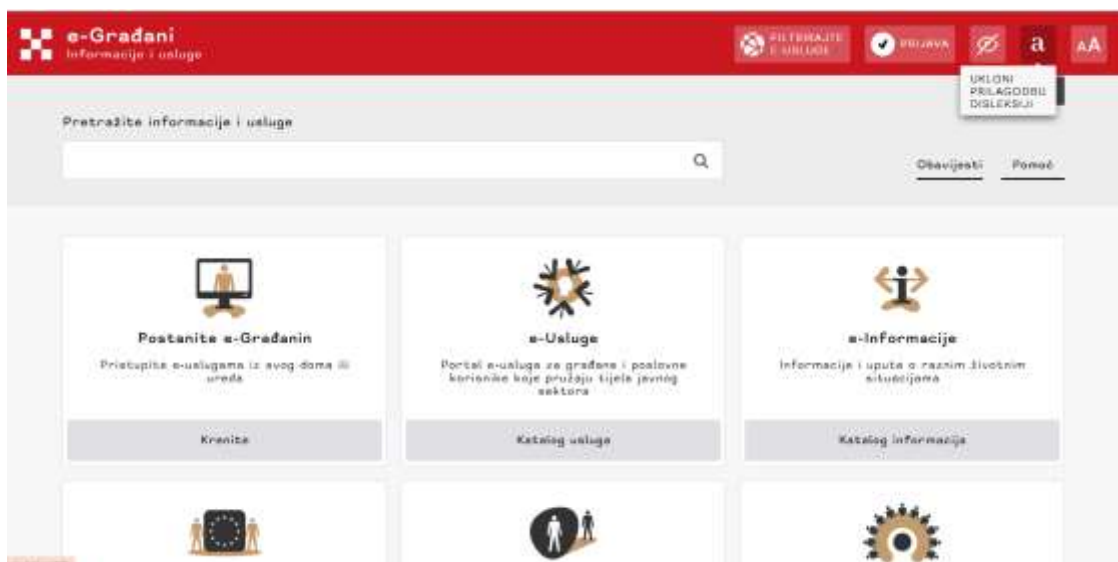 e-Građani
Informacije i usluge
FILTRIRAJTE
E-USLUGE
PRIJAVA
a
AA
UKLONI
PRILAGODBU
DISLEKSIJI
Pretražite informacije i usluge
Obavijesti
Pomoć
Postanite e-Građanin
Pristupite e-uslugama iz svog doma ili
ureda
Krenite
e-Usluge
Portal e-usluga za građane i poslovne
korisnike koje pružaju tijela javnog
sektora
Katalog usluga
e-Informacije
Informacije i upute o raznim životnim
situacijama
Katalog informacija